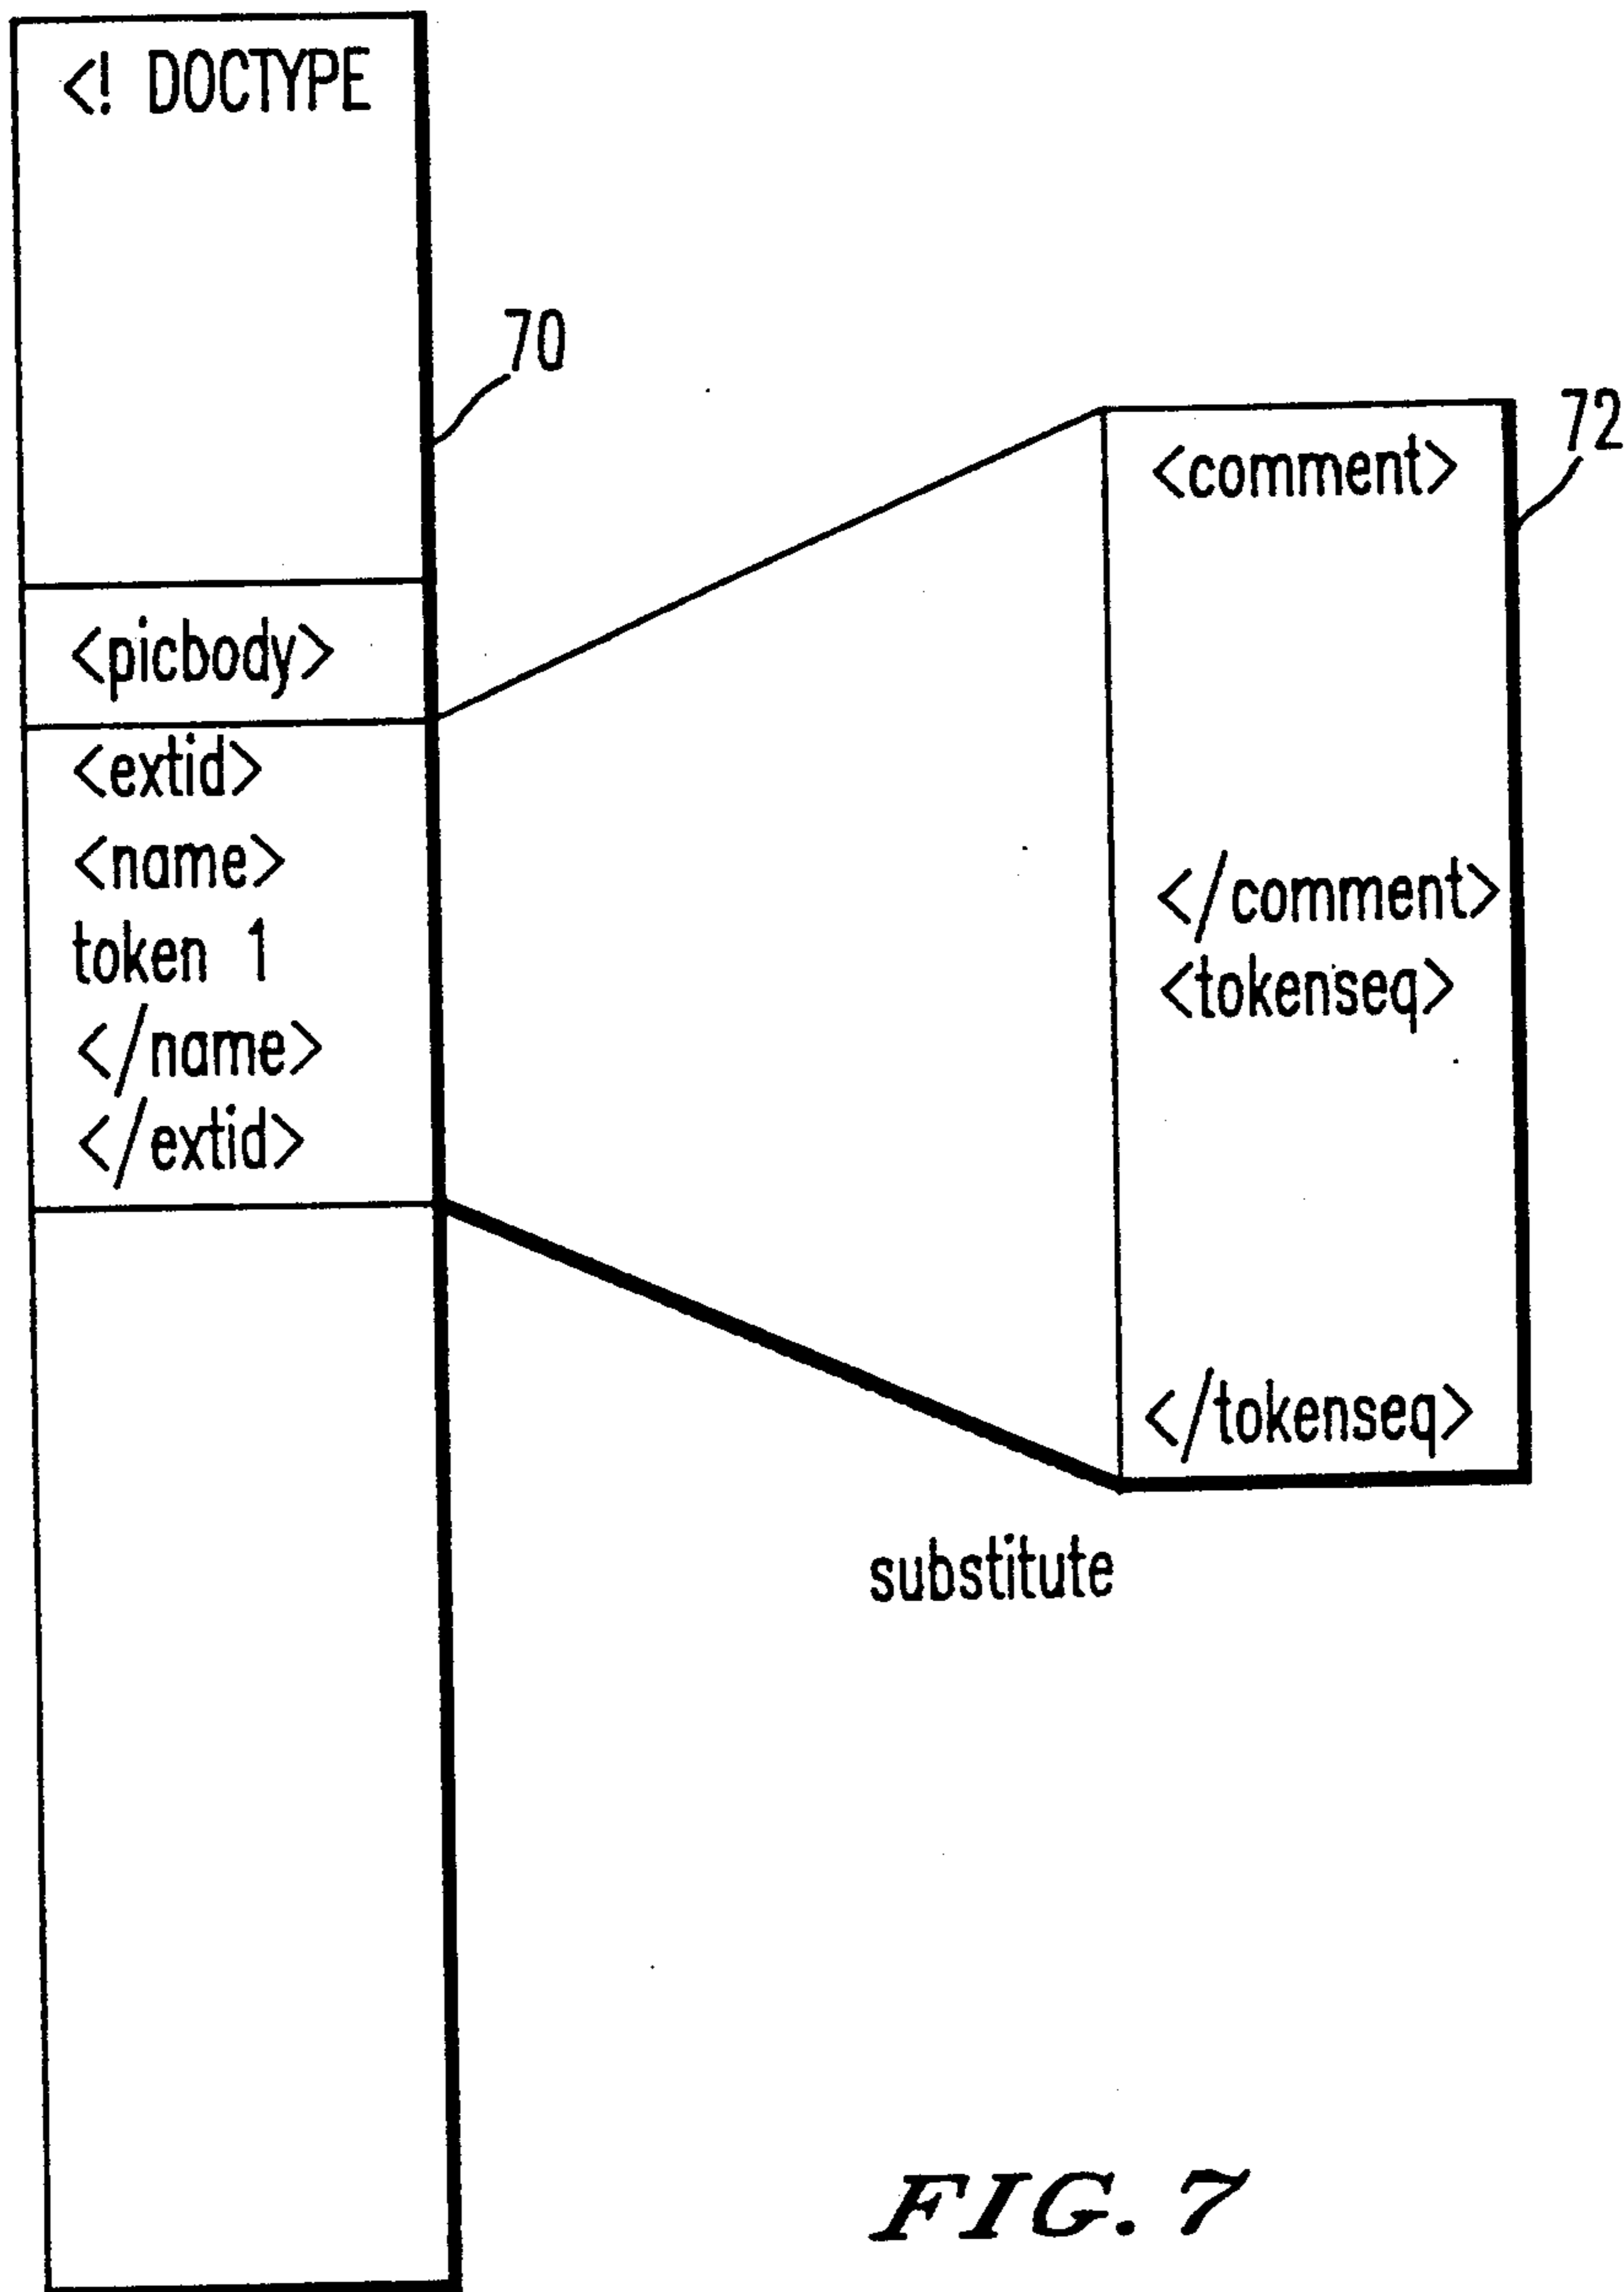 <! DOCTYPE
70
<picbody>
<extid>
<name>
token 1
</name>
</extid>
72
<comment>
</comment>
<tokenseq>
</tokenseq>
substitute
FIG. 7